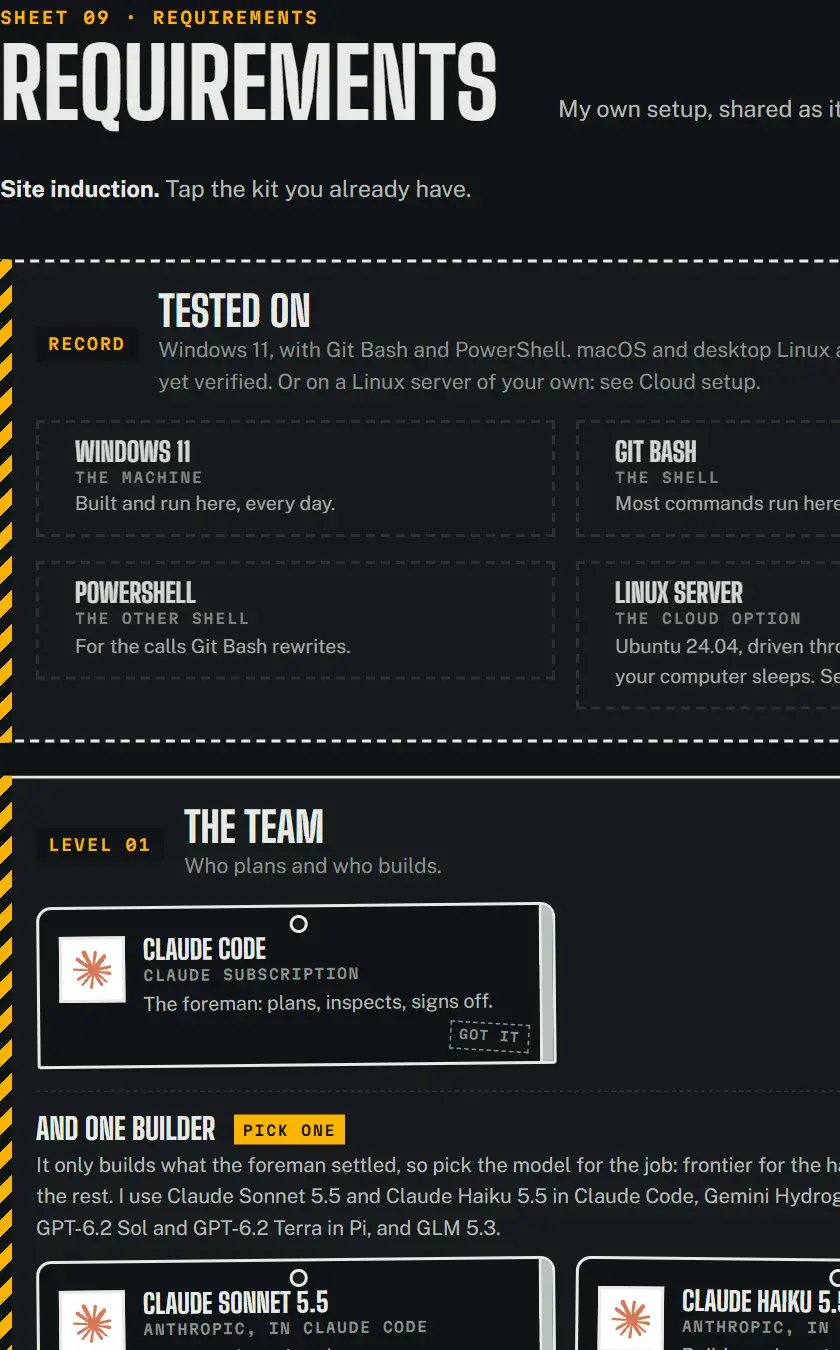 SHEET 09 · REQUIREMENTS
REQUIREMENTS
My own setup, shared as it
Site induction. Tap the kit you already have.
RECORD
TESTED ON
Windows 11, with Git Bash and PowerShell. macOS and desktop Linux
yet verified. Or on a Linux server of your own: see Cloud setup.
WINDOWS 11
THE MACHINE
Built and run here, every day.
GIT BASH
THE SHELL
Most commands run here
POWERSHELL
THE OTHER SHELL
For the calls Git Bash rewrites.
LINUX SERVER
THE CLOUD OPTION
Ubuntu 24.04, driven
your computer sleeps.
LEVEL 01
THE TEAM
Who plans and who builds.
CLAUDE CODE
CLAUDE SUBSCRIPTION
The foreman: plans, inspects, signs off.
GOT IT
AND ONE BUILDER
PICK ONE
It only builds what the foreman settled, so pick the model for the job: frontier for the
the rest. I use Claude Sonnet 5.5 and Claude Haiku 5.5 in Claude Code, Gemini
GPT-6.2 Sol and GPT-6.2 Terra in Pi, and GLM 5.3.
CLAUDE SONNET 5.5
ANTHROPIC, IN CLAUDE CODE
CLAUDE HAIKU 5.5
ANTHROPIC, IN